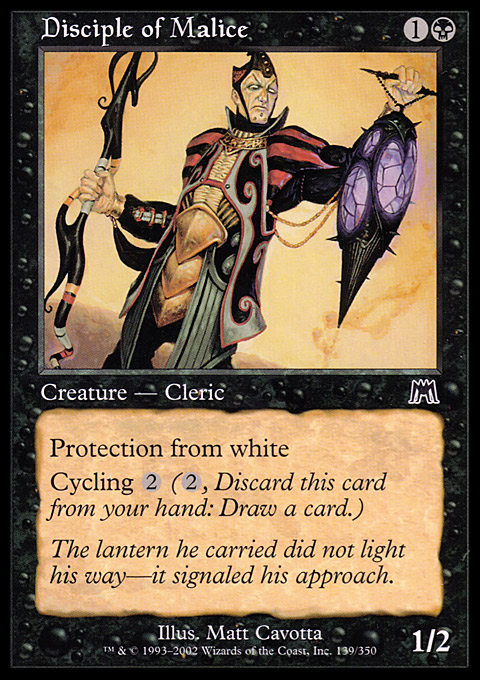 Disciple of Malice 1
Creature — Cleric
Protection from white
Cycling 2 (2, Discard this card
from your hand: Draw a card.)
The lantern he carried did not light
his way—it signaled his approach.
Illus. Matt Cavotta
™ & © 1993–2002 Wizards of the Coast, Inc. 139/350
1/2